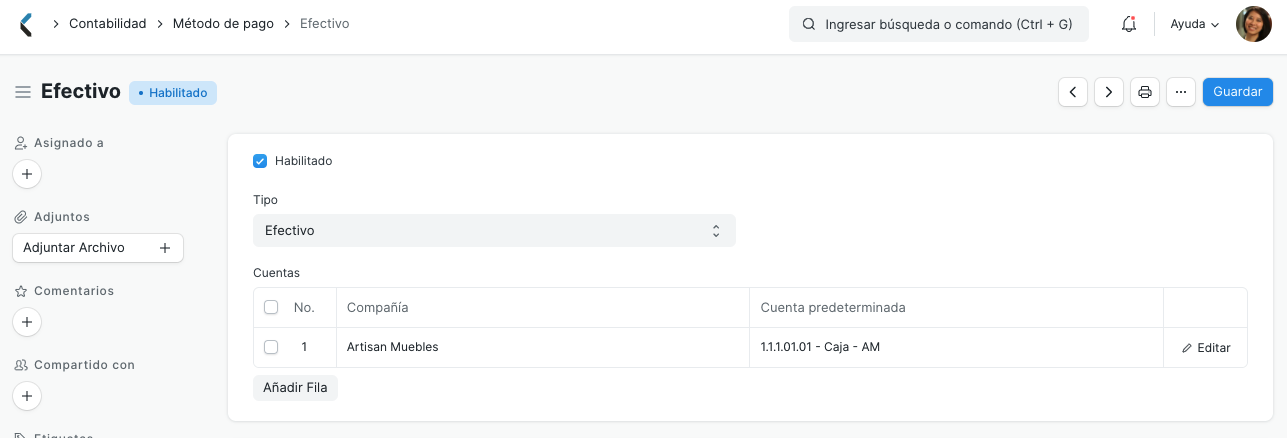 Contabilidad Método de pago Efectivo Ingresar búsqueda o comando (Ctrl + G) Ayuda
Efectivo • Habilitado ... Guardar
Asignado a
Adjuntos
Adjuntar Archivo +
Comentarios
Compartido con
Etiquetas
Habilitado
Tipo
Efectivo
Cuentas
No. Compañía Cuenta predeterminada
1 Artisan Muebles 1.1.1.01.01 - Caja - AM Editar
Añadir Fila